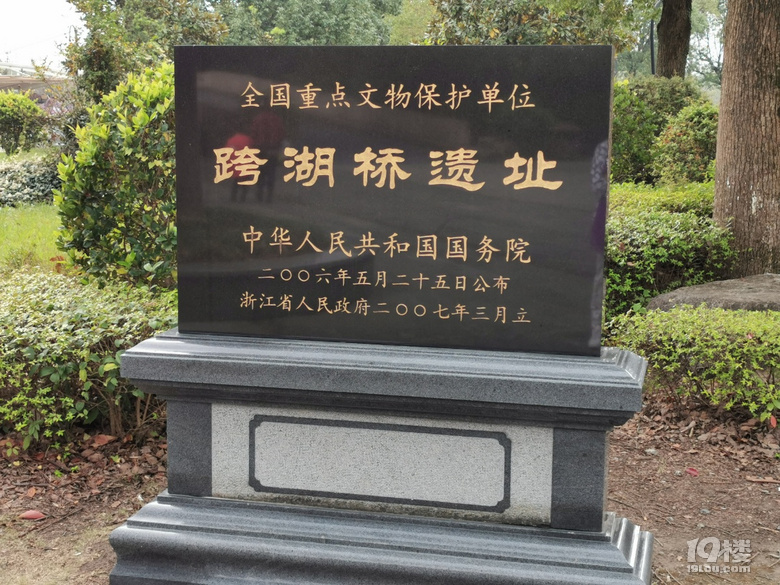 全国重点文物保护单位
跨湖桥遗址
中华人民共和国国务院
二〇〇六年五月二十五日公布
浙江省人民政府二〇〇七年三月立
19楼
19lou.com